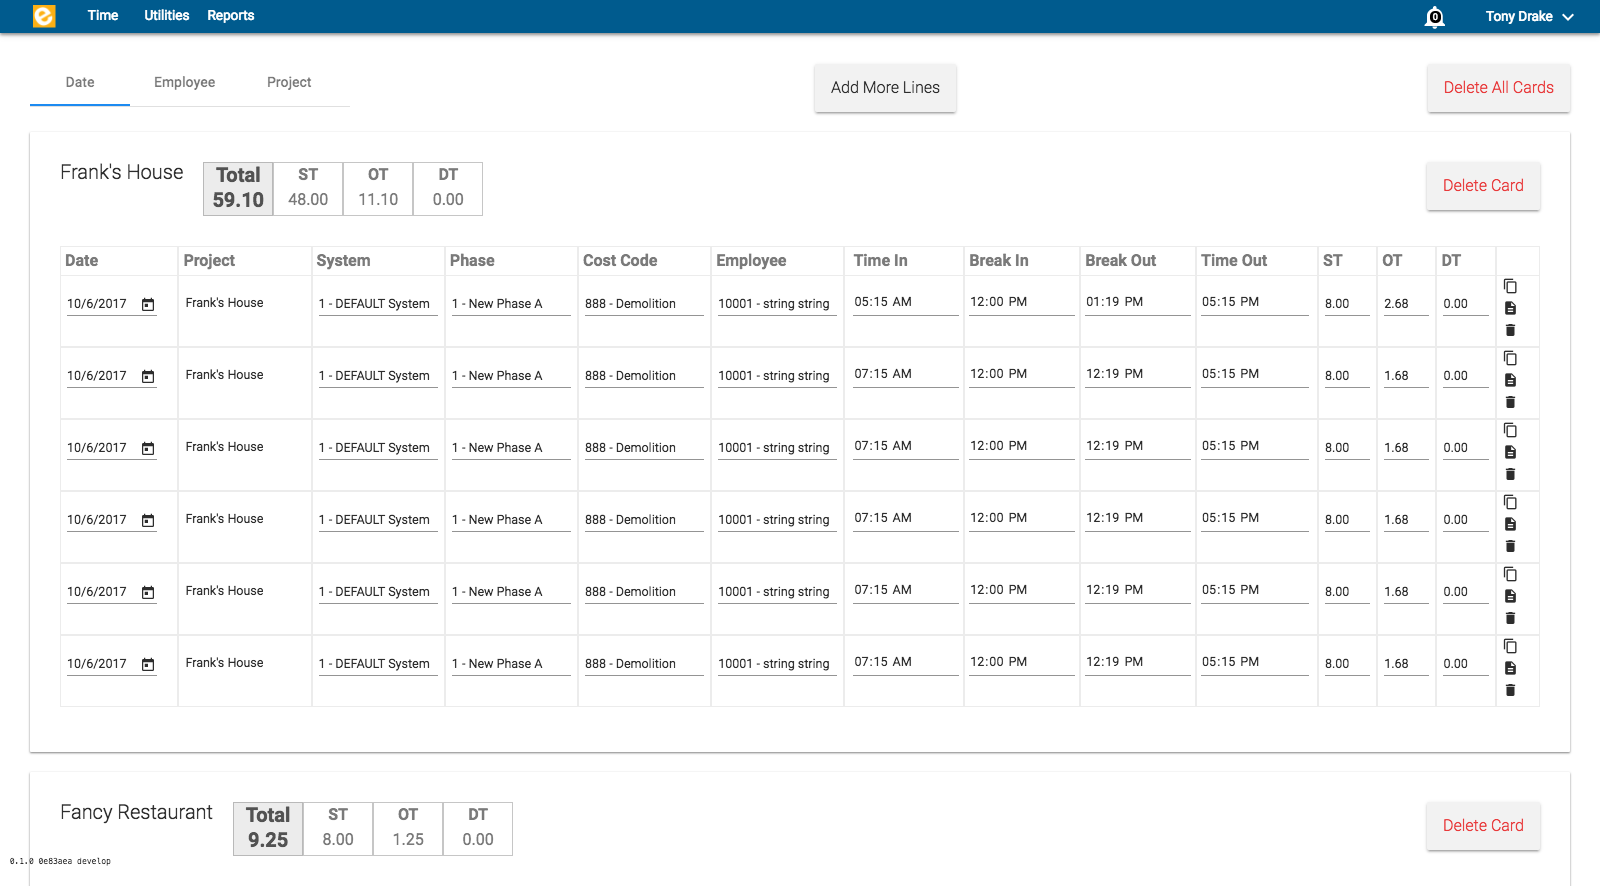 e Time Utilities Reports 0 Tony Drake
Date Employee Project Add More Lines Delete All Cards
Frank's House Total ST OT DT Delete Card
59.10 48.00 11.10 0.00
Date Project System Phase Cost Code Employee Time In Break In Break Out Time Out ST OT DT
10/6/2017 Frank's House 1 - DEFAULT System 1 - New Phase A 888 - Demolition 10001 - string string 05:15 AM 12:00 PM 01:19 PM 05:15 PM 8.00 2.68 0.00
10/6/2017 Frank's House 1 - DEFAULT System 1 - New Phase A 888 - Demolition 10001 - string string 07:15 AM 12:00 PM 12:19 PM 05:15 PM 8.00 1.68 0.00
10/6/2017 Frank's House 1 - DEFAULT System 1 - New Phase A 888 - Demolition 10001 - string string 07:15 AM 12:00 PM 12:19 PM 05:15 PM 8.00 1.68 0.00
10/6/2017 Frank's House 1 - DEFAULT System 1 - New Phase A 888 - Demolition 10001 - string string 07:15 AM 12:00 PM 12:19 PM 05:15 PM 8.00 1.68 0.00
10/6/2017 Frank's House 1 - DEFAULT System 1 - New Phase A 888 - Demolition 10001 - string string 07:15 AM 12:00 PM 12:19 PM 05:15 PM 8.00 1.68 0.00
10/6/2017 Frank's House 1 - DEFAULT System 1 - New Phase A 888 - Demolition 10001 - string string 07:15 AM 12:00 PM 12:19 PM 05:15 PM 8.00 1.68 0.00
Fancy Restaurant Total ST OT DT Delete Card
9.25 8.00 1.25 0.00
0.1.0 0e83aea develop